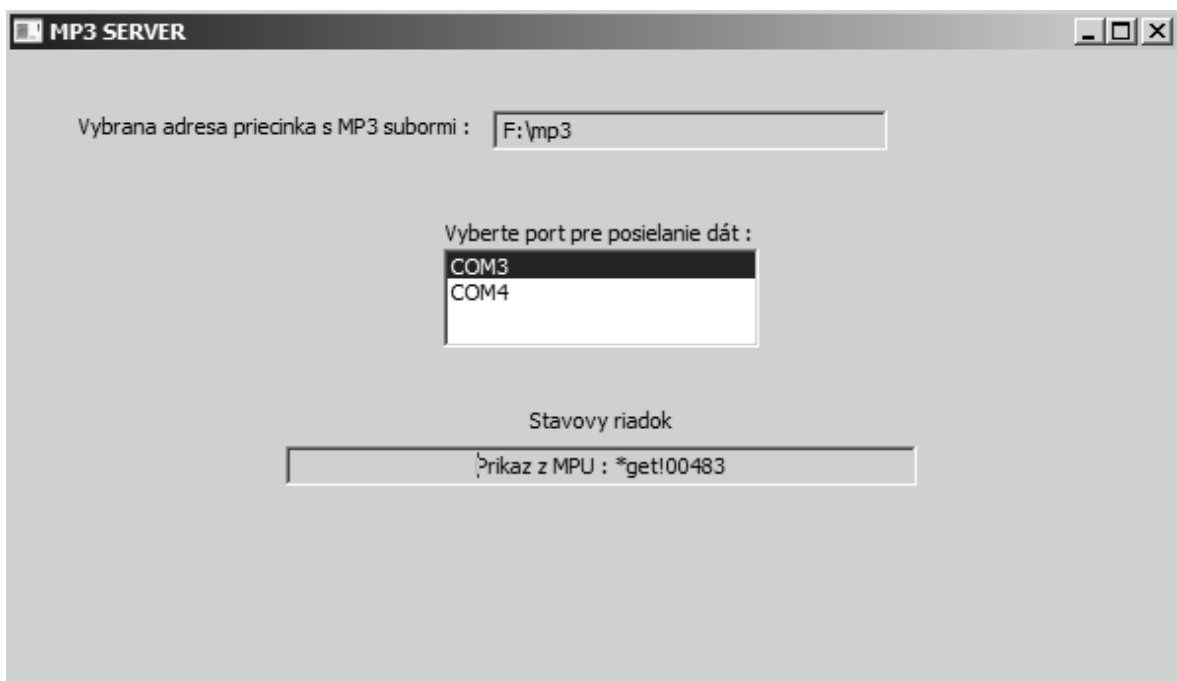 MP3 SERVER
Vybrana adresa priecinka s MP3 subormi : F:\mp3
Vyberte port pre posielanie dát :
COM3
COM4
Stavovy riadok
Prikaz z MPU : *get!00483